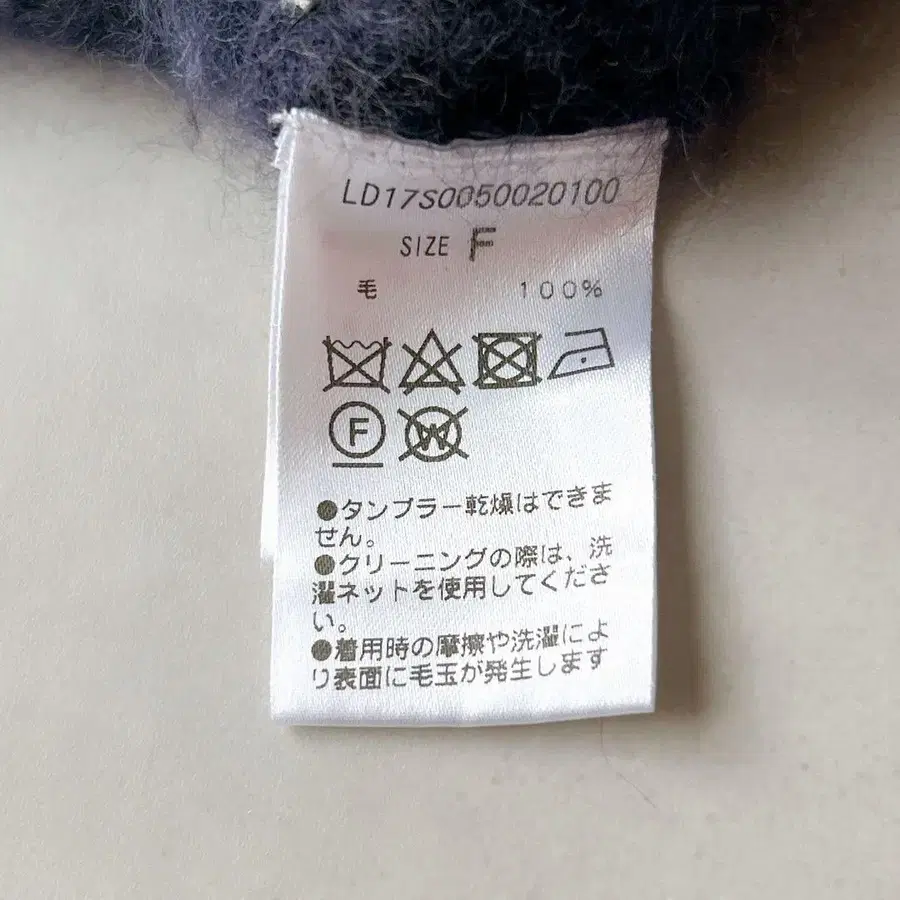 LD17S0050020100
SIZE F
毛 100%
F
W
●タンブラー乾燥はできま
せん。
●クリーニングの際は、洗
濯ネットを使用してくださ
い。
●着用時の摩擦や洗濯によ
り表面に毛玉が発生します